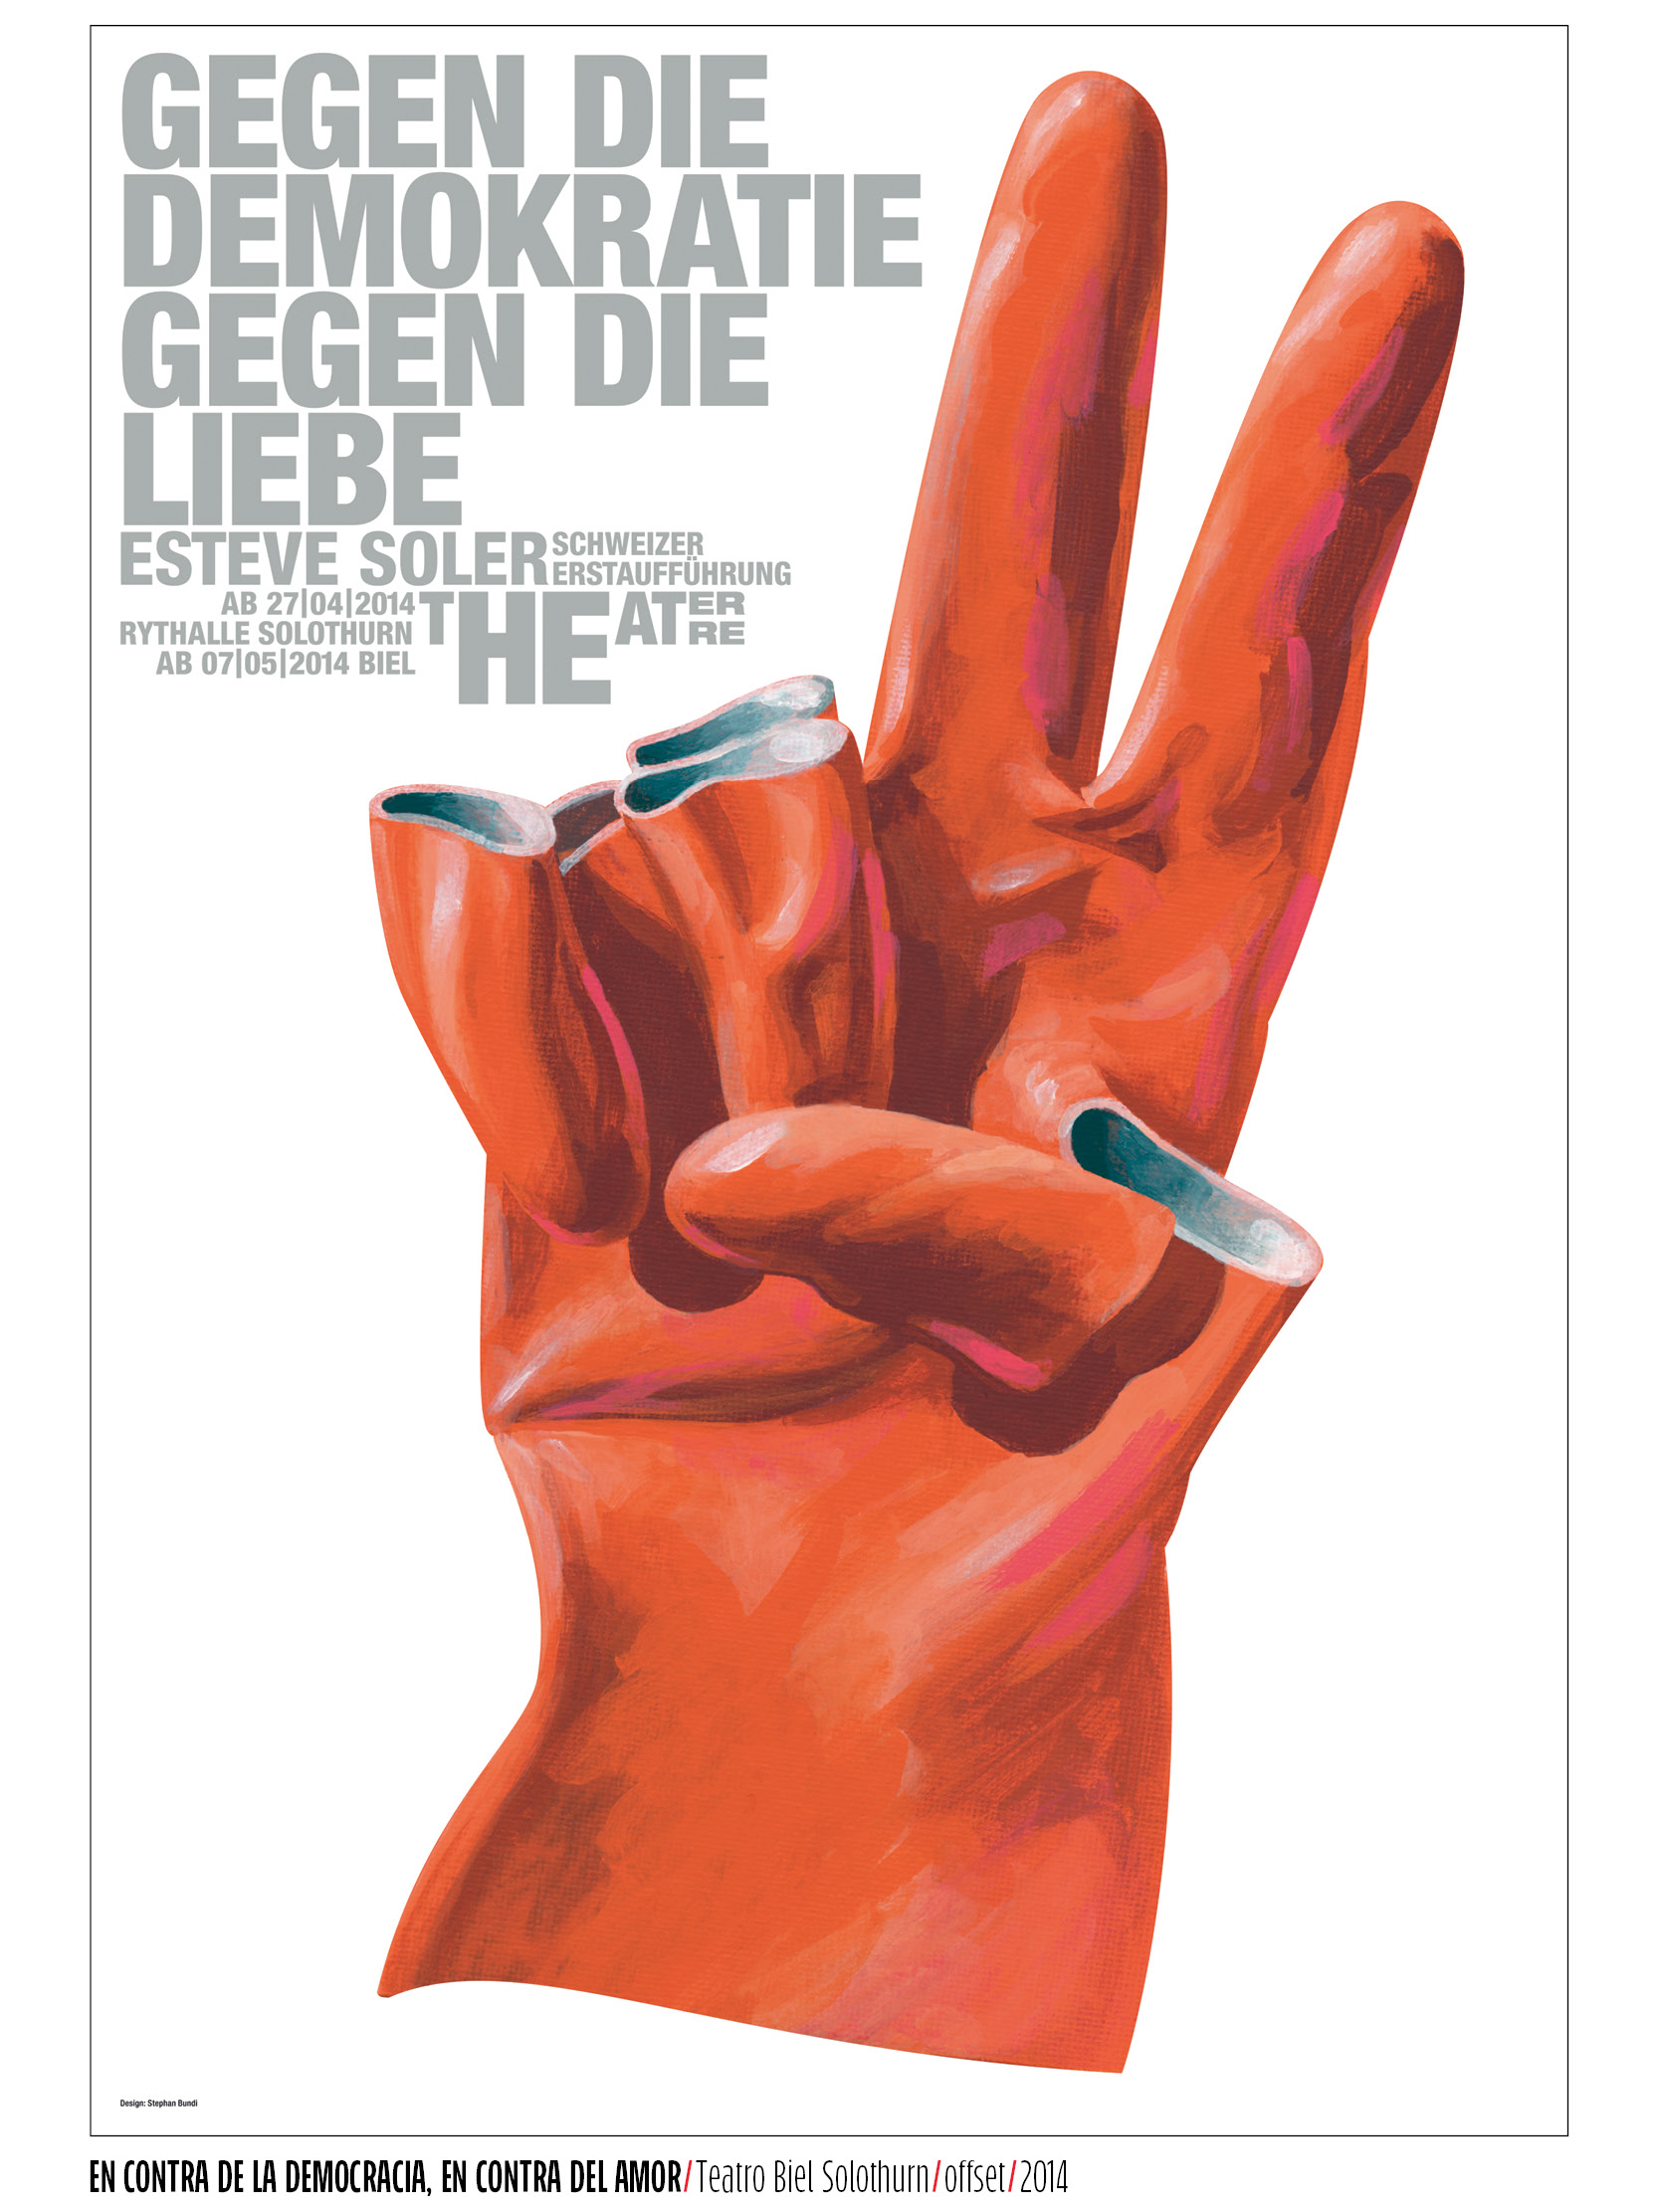 GEGEN DIE
DEMOKRATIE
GEGEN DIE
LIEBE
ESTEVE SOLER
SCHWEIZER
ERSTAUFFÜHRUNG
AB 27|04|2014
RYTHALLE SOLOTHURN
AB 07|05|2014 BIEL
THEATER
RE
Design: Stephan Bundi
EN CONTRA DE LA DEMOCRACIA, EN CONTRA DEL AMOR/Teatro Biel Solothurn/offset/2014